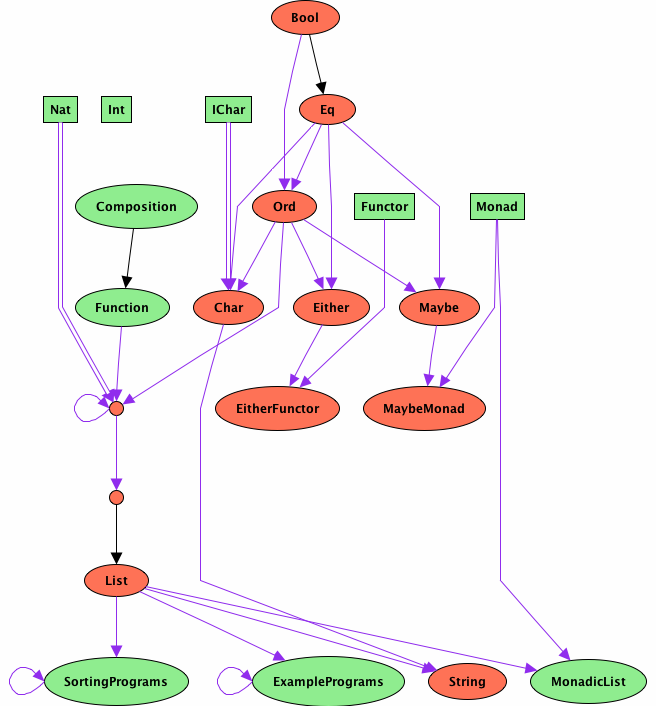 Bool
Nat
Int
IChar
Eq
Composition
Ord
Functor
Monad
Function
Char
Either
Maybe
EitherFunctor
MaybeMonad
List
SortingPrograms
ExamplePrograms
String
MonadicList